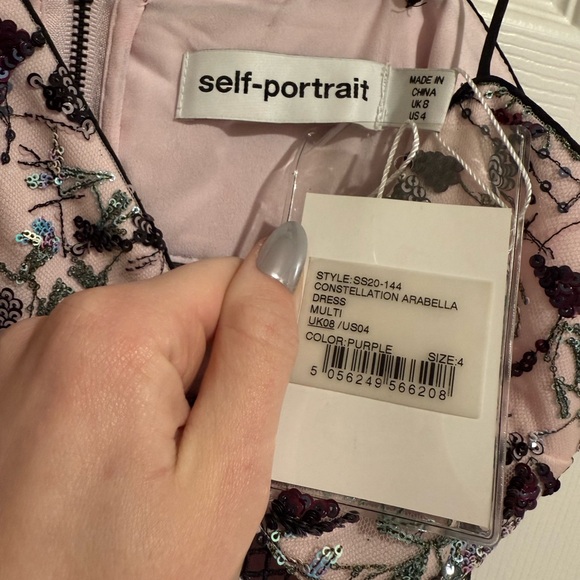 self-portrait
MADE IN
CHINA
UK 8
US 4
STYLE:SS20-144
CONSTELLATION ARABELLA
DRESS
MULTI
UK08 /US04
COLOR:PURPLE SIZE:4
5 056249 566208